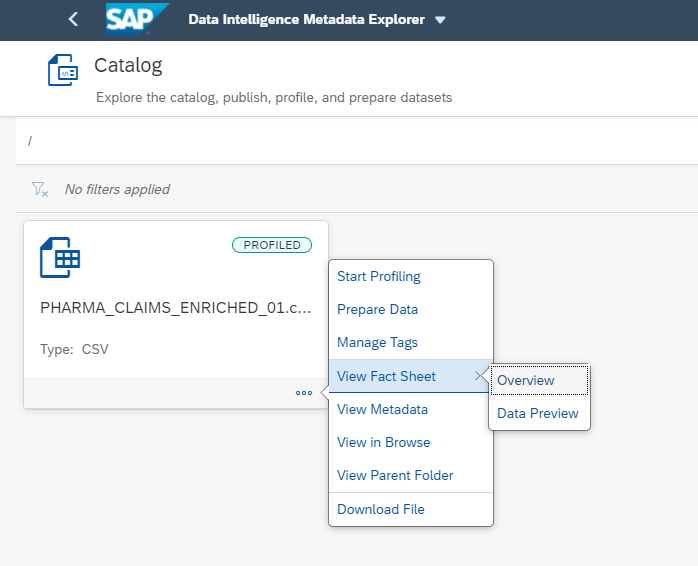 SAP Data Intelligence Metadata Explorer
Catalog
Explore the catalog, publish, profile, and prepare datasets
/
No filters applied
PROFILED
PHARMA_CLAIMS_ENRICHED_01.c...
Type: CSV
Start Profiling
Prepare Data
Manage Tags
View Fact Sheet
Overview
Data Preview
View Metadata
View in Browse
View Parent Folder
Download File